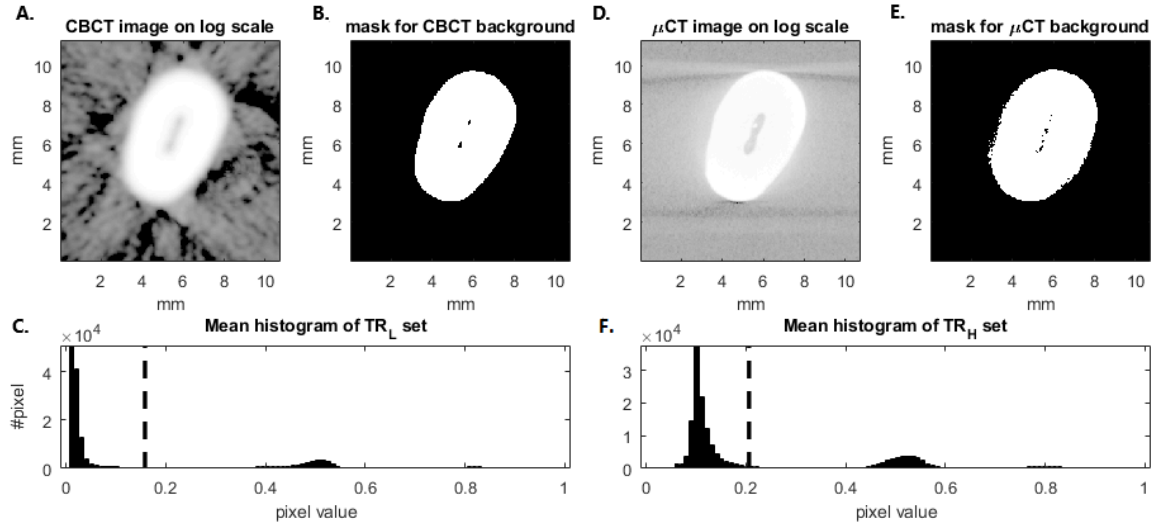 A.
CBCT image on log scale
10
8
6
4
2
mm
2 4 6 8 10
mm
B.
mask for CBCT background
10
8
6
4
2
2 4 6 8 10
mm
D.
μCT image on log scale
10
8
6
4
2
mm
2 4 6 8 10
mm
E.
mask for μCT background
10
8
6
4
2
2 4 6 8 10
mm
C.
Mean histogram of TR_L set
×10^4
4
2
0
#pixel
0 0.2 0.4 0.6 0.8 1
pixel value
F.
Mean histogram of TR_H set
×10^4
3
2
1
0
0 0.2 0.4 0.6 0.8 1
pixel value